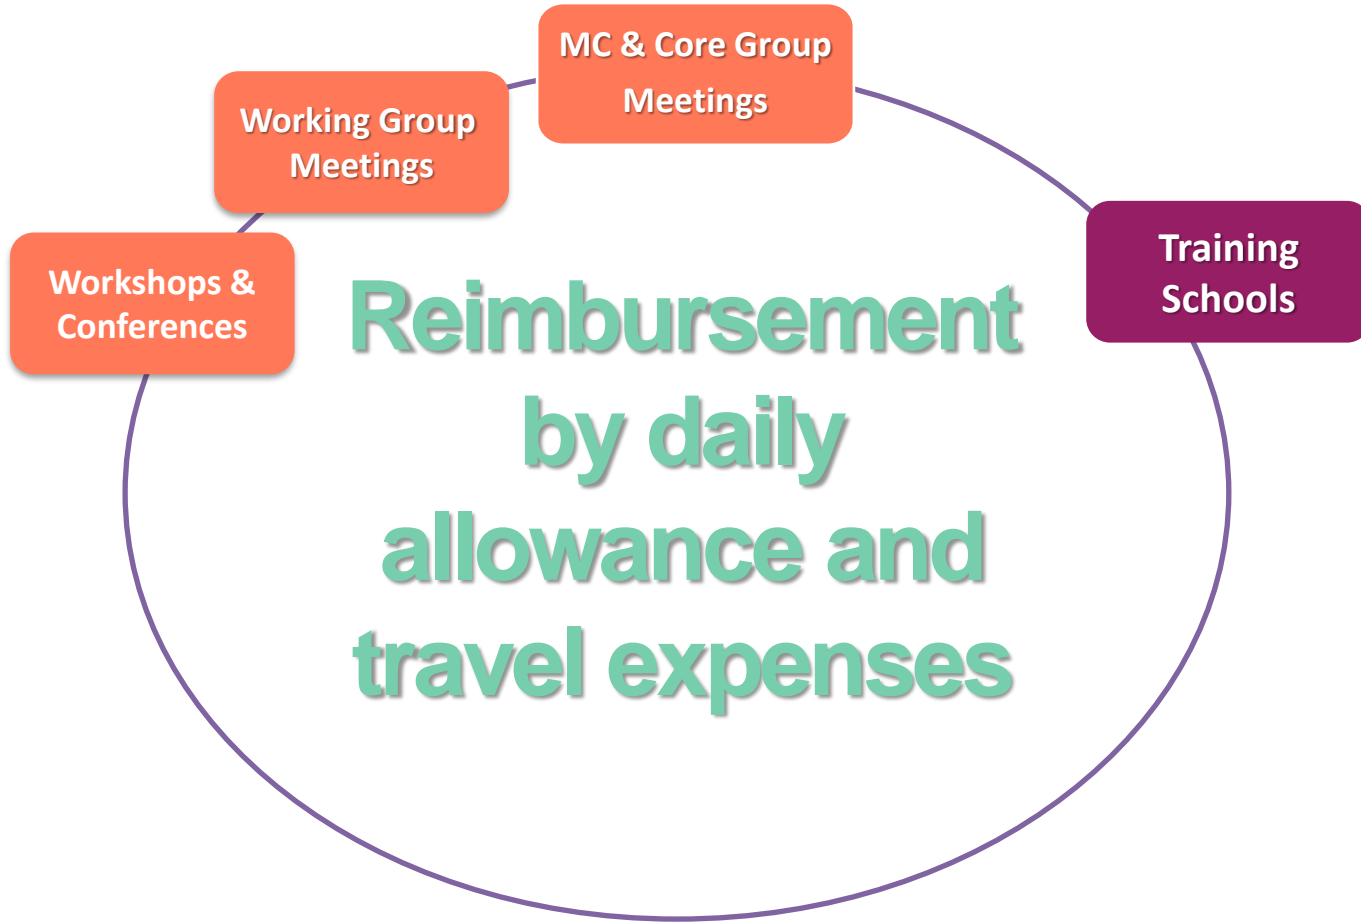 MC & Core Group
Meetings
Working Group
Meetings
Workshops &
Conferences
Training
Schools
Reimbursement
by daily
allowance and
travel expenses